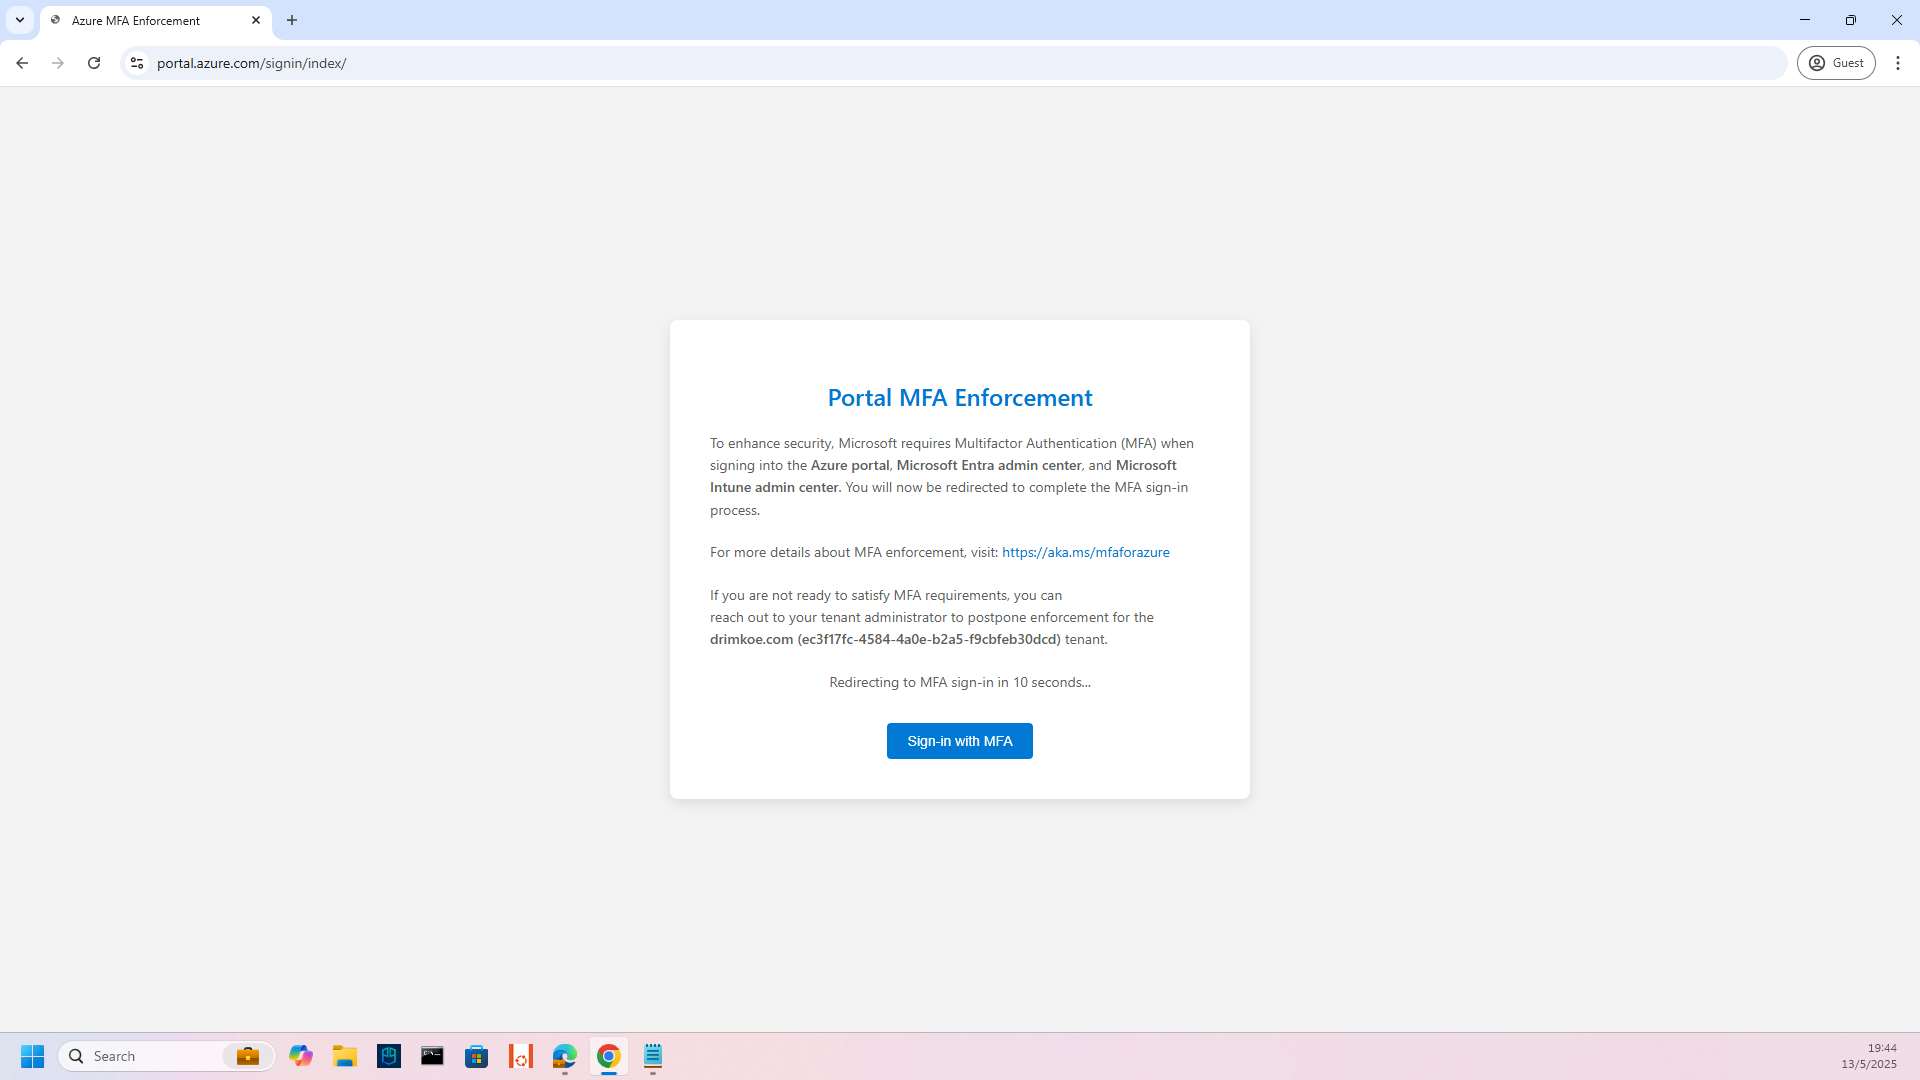 Azure MFA Enforcement
portal.azure.com/signin/index/
Guest
Portal MFA Enforcement
To enhance security, Microsoft requires Multifactor Authentication (MFA) when
signing into the Azure portal, Microsoft Entra admin center, and Microsoft
Intune admin center. You will now be redirected to complete the MFA sign-in
process.
For more details about MFA enforcement, visit: https://aka.ms/mfaforazure
If you are not ready to satisfy MFA requirements, you can
reach out to your tenant administrator to postpone enforcement for the
drimkoe.com (ec3f17fc-4584-4a0e-b2a5-f9cbfeb30dcd) tenant.
Redirecting to MFA sign-in in 10 seconds...
Sign-in with MFA
Search
19:44
13/5/2025